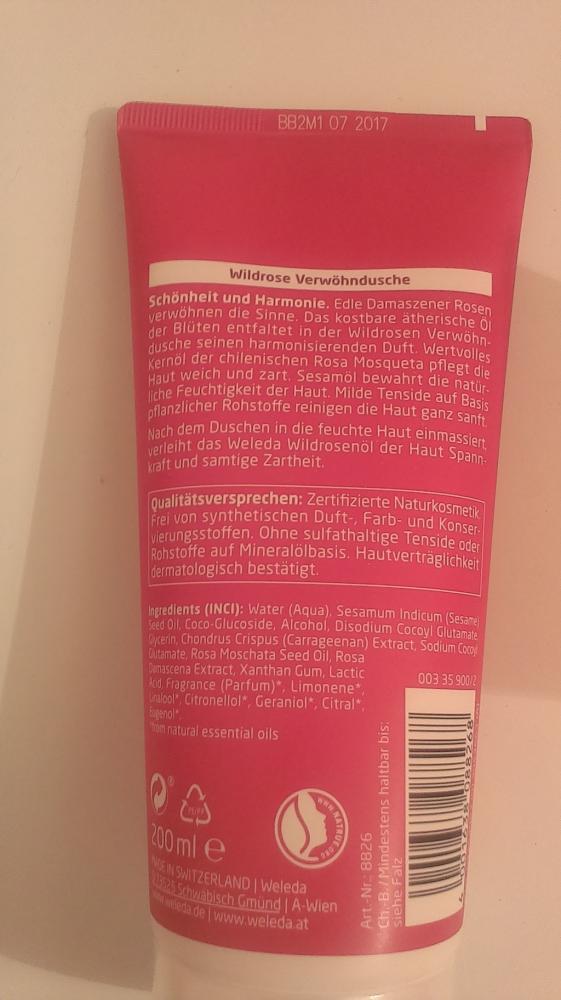 BB2M1 07 2017
Wildrose Verwöhndusche
Schönheit und Harmonie. Edle Damaszener Rosen
verwöhnen die Sinne. Das kostbare ätherische Öl
der Blüten entfaltet in der Wildrosen Verwöhn-
dusche seinen harmonisierenden Duft. Wertvolles
Kernöl der chilenischen Rosa Mosqueta pflegt die
Haut weich und zart. Sesamöl bewahrt die natür-
liche Feuchtigkeit der Haut. Milde Tenside auf Basis
pflanzlicher Rohstoffe reinigen die Haut ganz sanft.
Nach dem Duschen in die feuchte Haut einmassiert,
verleiht das Weleda Wildrosenöl der Haut Spann-
kraft und samtige Zartheit.
Qualitätsversprechen: Zertifizierte Naturkosmetik.
Frei von synthetischen Duft-, Farb- und Konser-
vierungsstoffen. Ohne sulfathaltige Tenside oder
Rohstoffe auf Mineralölbasis. Hautverträglichkeit
dermatologisch bestätigt.
Ingredients (INCI): Water (Aqua), Sesamum Indicum (Sesame)
Seed Oil, Coco-Glucoside, Alcohol, Disodium Cocoyl Glutamate,
Glycerin, Chondrus Crispus (Carrageenan) Extract, Sodium Cocoyl
Glutamate, Rosa Moschata Seed Oil, Rosa
Damascena Extract, Xanthan Gum, Lactic
Acid, Fragrance (Parfum)*, Limonene*,
Linalool*, Citronellol*, Geraniol*, Citral*,
Eugenol*.
*from natural essential oils
003 35 900/2
200 ml e
WWW.NATRUE.ORG
MADE IN SWITZERLAND | Weleda
Schwäbisch Gmünd | A-Wien
www.weleda.de | www.weleda.at
Art.-Nr.: 8826
Ch.-B./Mindestens haltbar bis:
siehe Falz